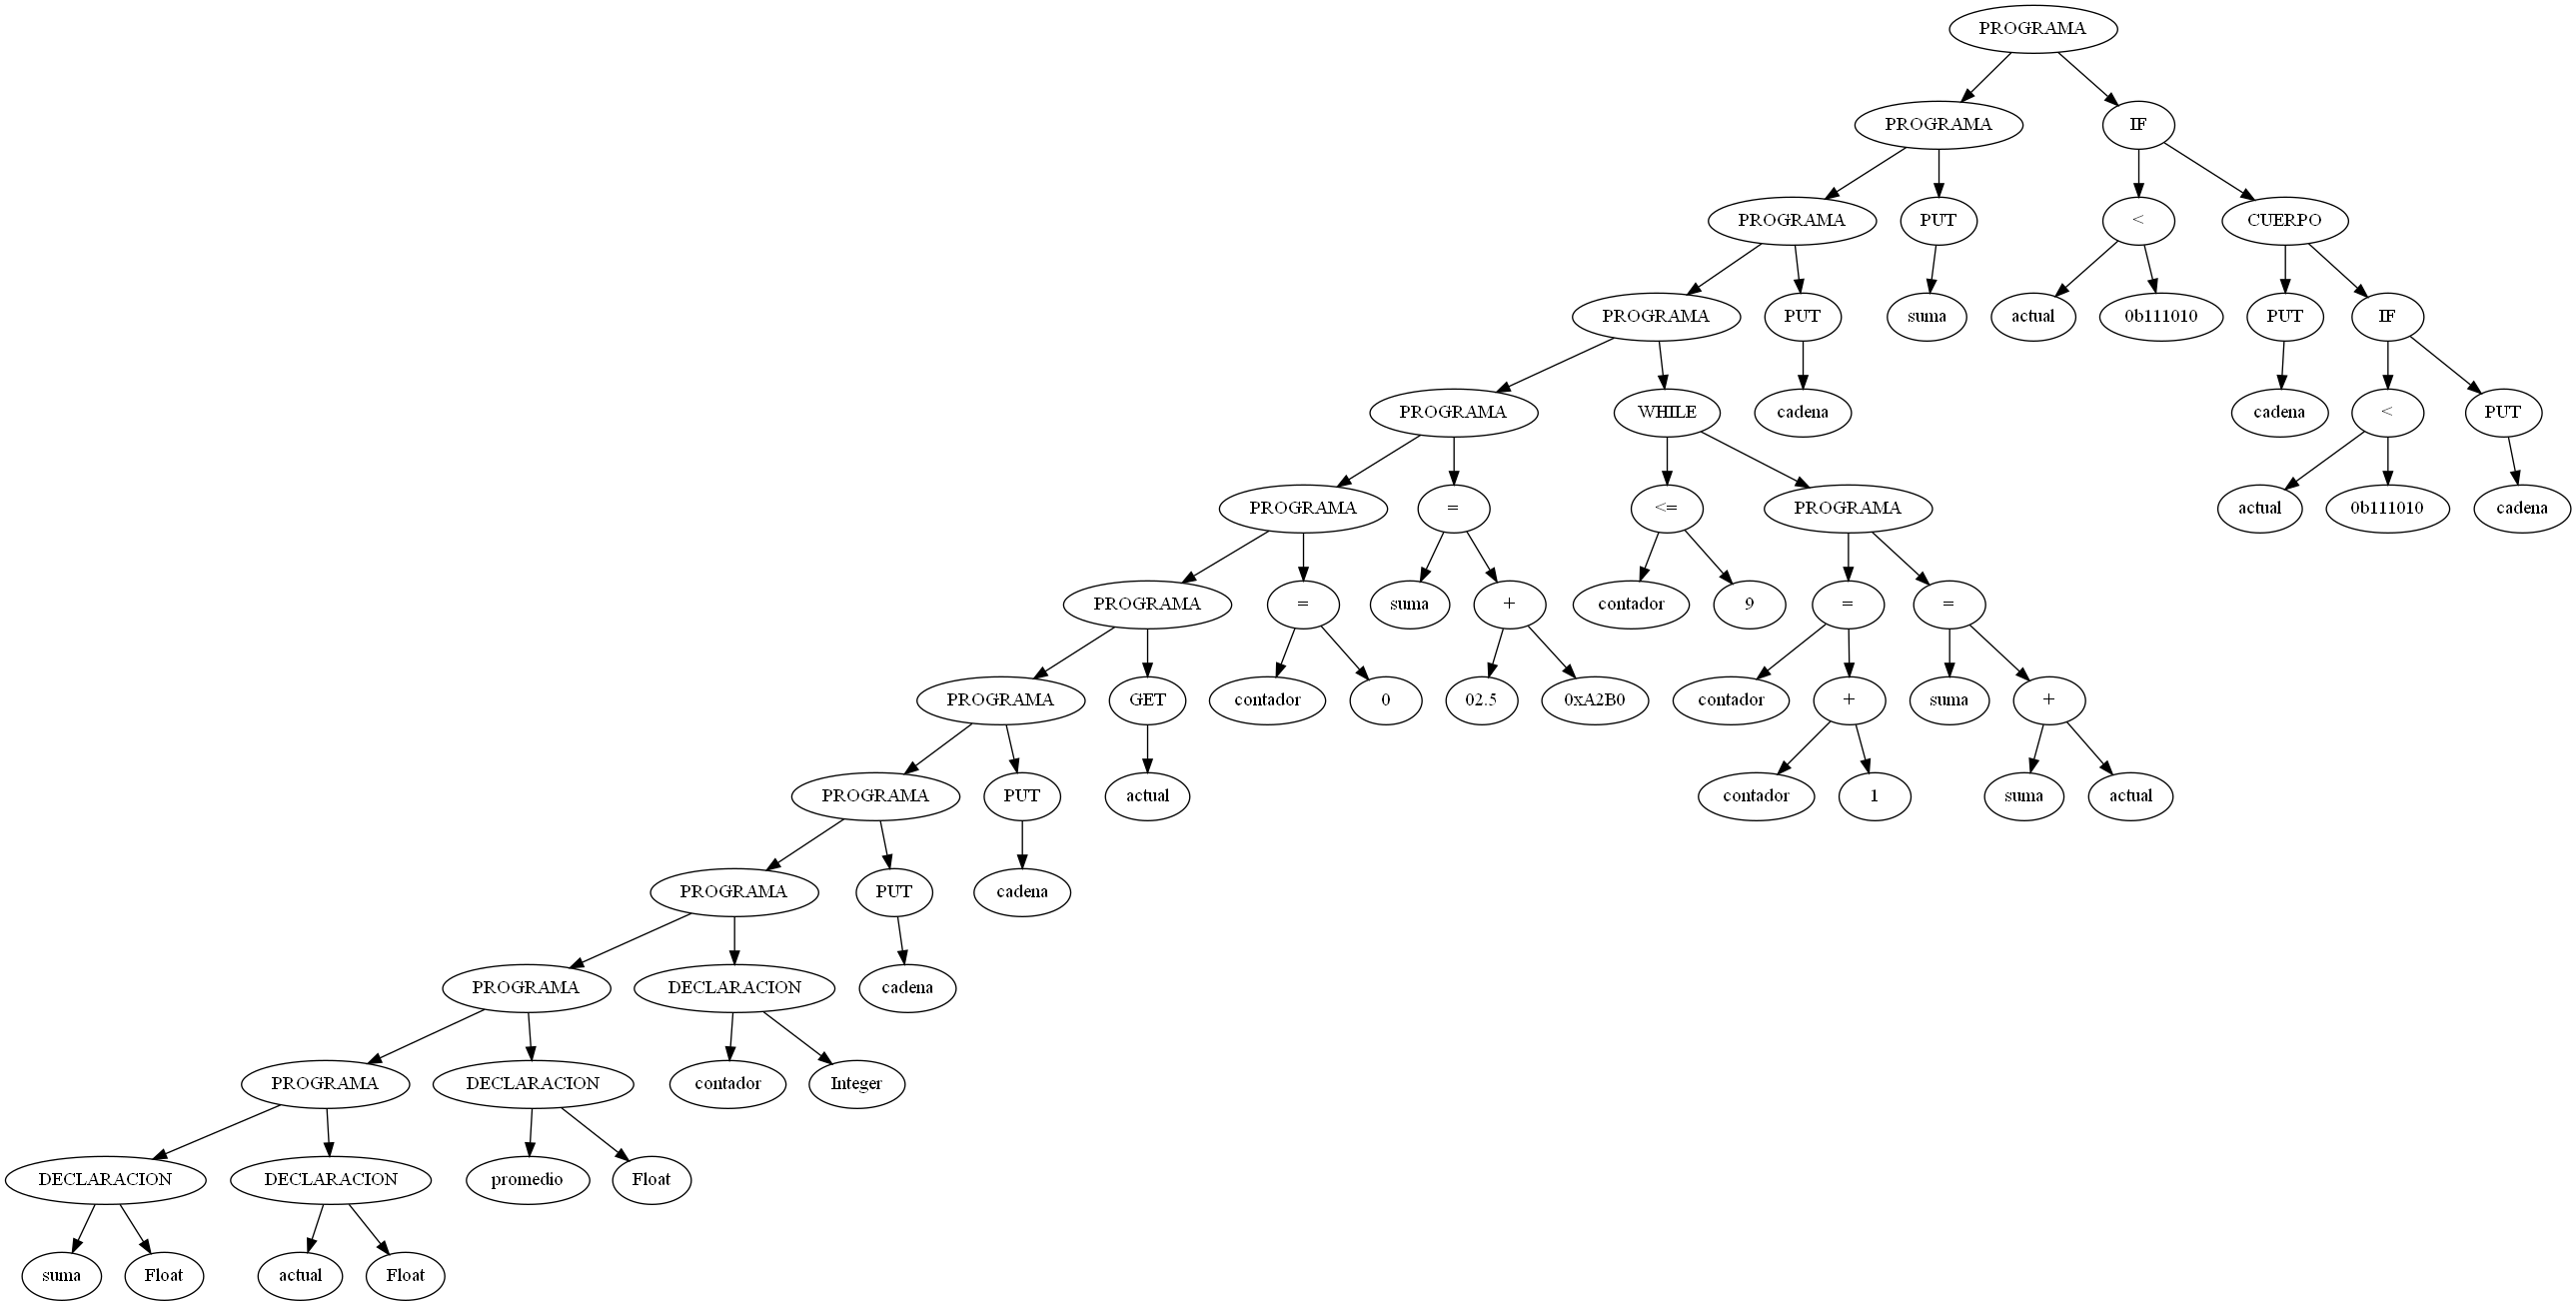 PROGRAMA
PROGRAMA IF
PROGRAMA PUT < CUERPO
PROGRAMA PUT suma actual 0b111010 PUT IF
PROGRAMA WHILE cadena cadena < PUT
PROGRAMA = <= PROGRAMA actual 0b111010 cadena
PROGRAMA = suma + contador 9 = =
PROGRAMA GET contador 0 02.5 0xA2B0 contador + suma +
PROGRAMA PUT actual contador 1 suma actual
PROGRAMA PUT cadena
PROGRAMA DECLARACION cadena
PROGRAMA DECLARACION contador Integer
DECLARACION DECLARACION promedio Float
suma Float actual Float